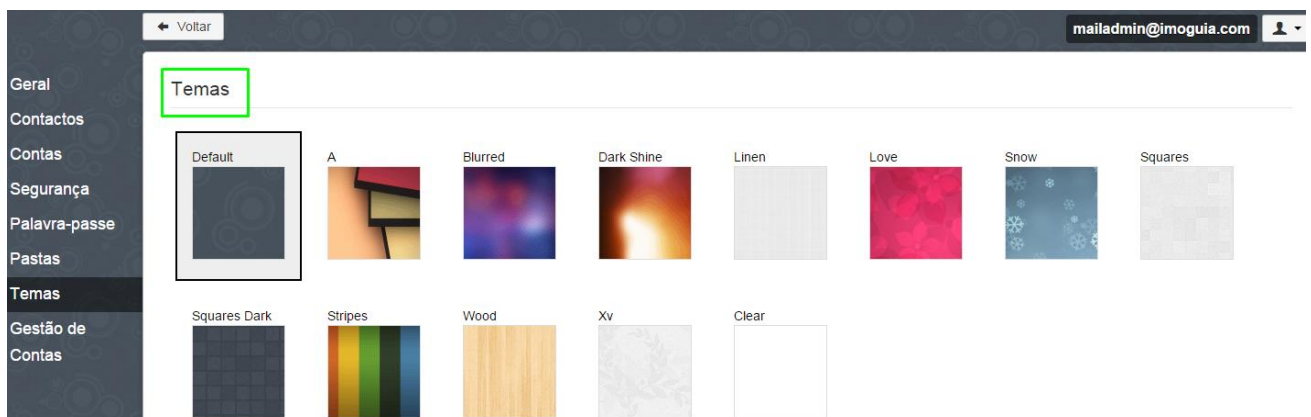 Voltar
mailadmin@imoguia.com
Geral
Contactos
Contas
Segurança
Palavra-passe
Pastas
Temas
Gestão de
Contas
Temas
Default
A
Blurred
Dark Shine
Linen
Love
Snow
Squares
Squares Dark
Stripes
Wood
Xv
Clear